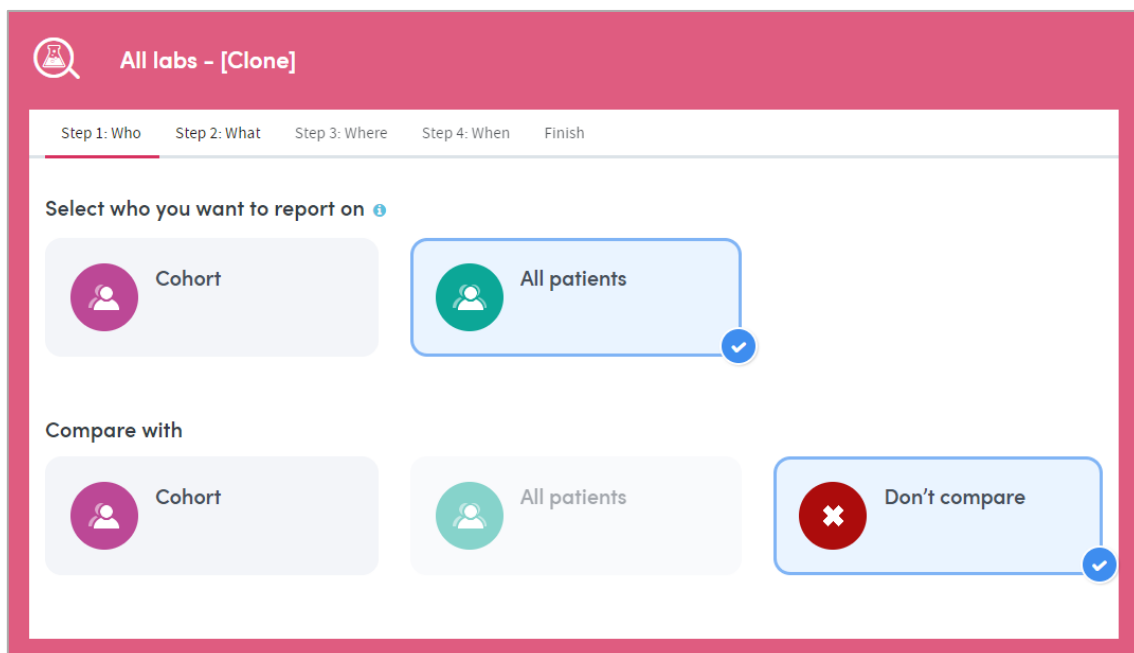 All labs - [Clone]
Step 1: Who Step 2: What Step 3: Where Step 4: When Finish
Select who you want to report on
Cohort All patients
Compare with
Cohort All patients Don't compare